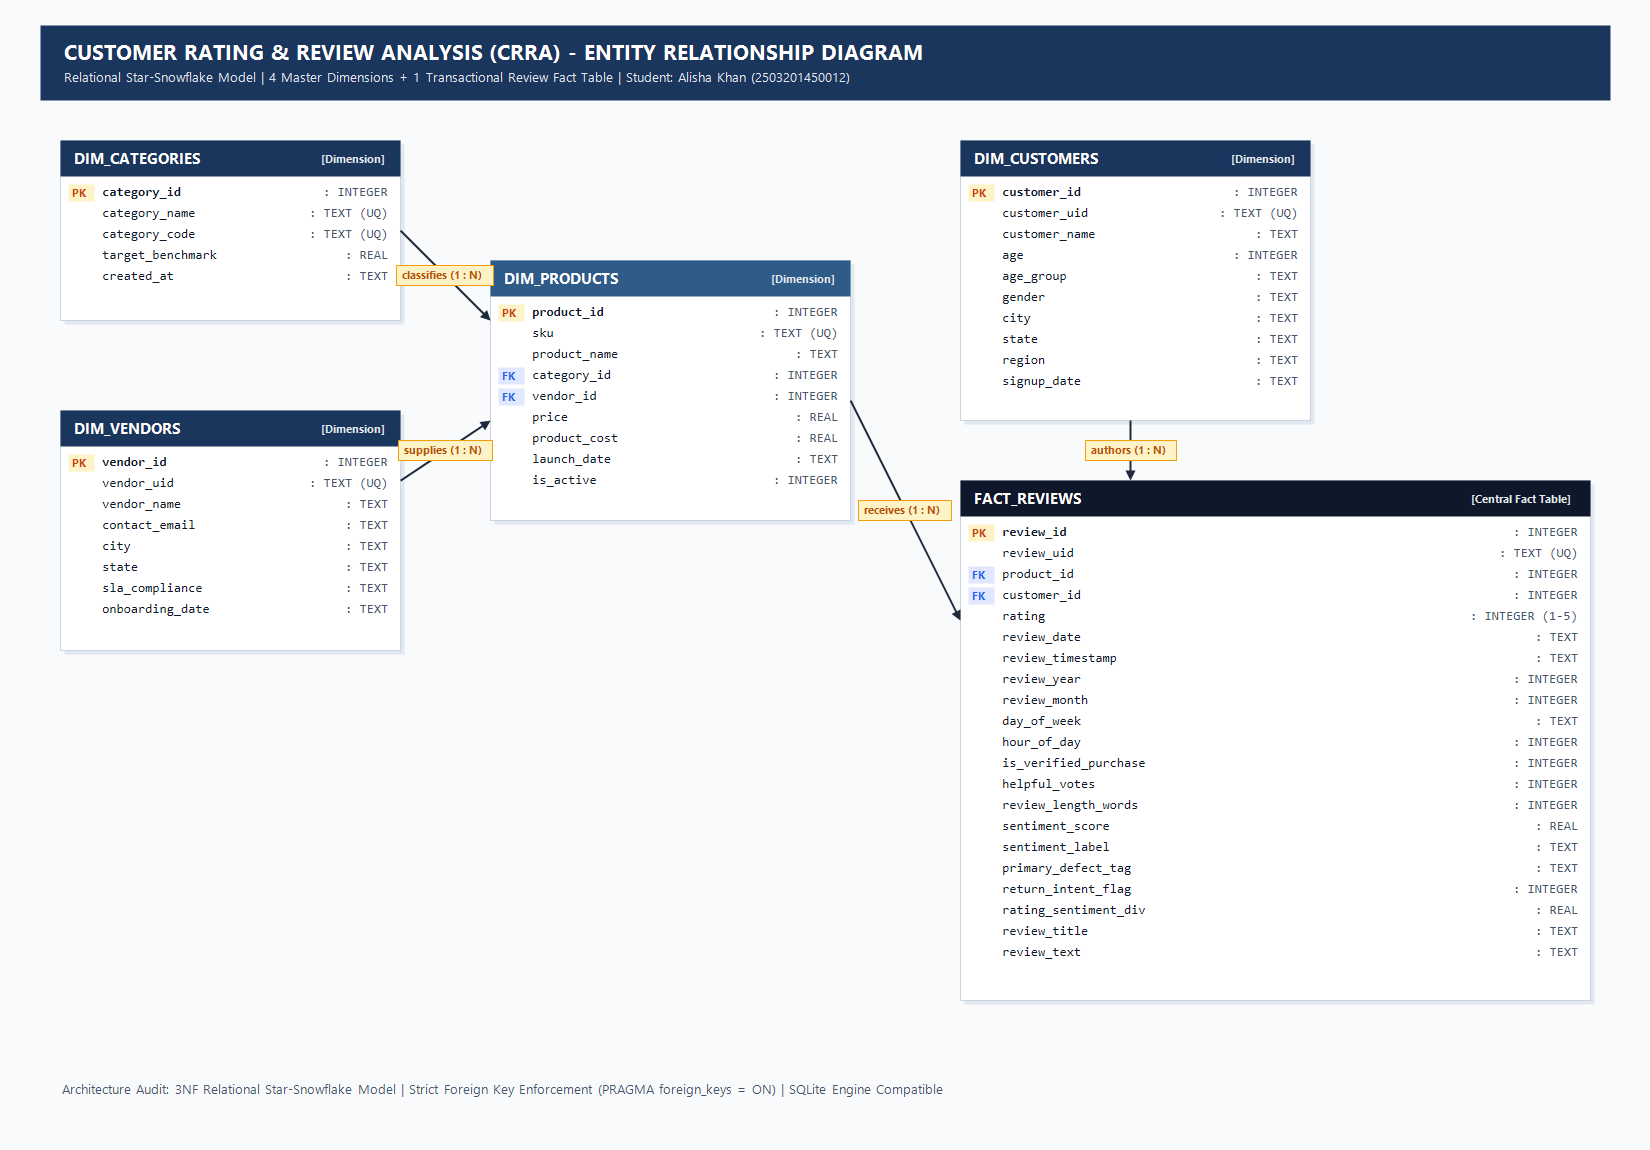 CUSTOMER RATING & REVIEW ANALYSIS (CRRA) - ENTITY RELATIONSHIP DIAGRAM
Relational Star-Snowflake Model | 4 Master Dimensions + 1 Transactional Review Fact Table | Student: Alisha Khan (2503201450012)
DIM_CATEGORIES [Dimension]
PK category_id : INTEGER
category_name : TEXT (UQ)
category_code : TEXT (UQ)
target_benchmark : REAL
created_at : TEXT
classifies (1 : N)
DIM_VENDORS [Dimension]
PK vendor_id : INTEGER
vendor_uid : TEXT (UQ)
vendor_name : TEXT
contact_email : TEXT
city : TEXT
state : TEXT
sla_compliance : TEXT
onboarding_date : TEXT
supplies (1 : N)
DIM_PRODUCTS [Dimension]
PK product_id : INTEGER
sku : TEXT (UQ)
product_name : TEXT
FK category_id : INTEGER
FK vendor_id : INTEGER
price : REAL
product_cost : REAL
launch_date : TEXT
is_active : INTEGER
receives (1 : N)
DIM_CUSTOMERS [Dimension]
PK customer_id : INTEGER
customer_uid : TEXT (UQ)
customer_name : TEXT
age : INTEGER
age_group : TEXT
gender : TEXT
city : TEXT
state : TEXT
region : TEXT
signup_date : TEXT
authors (1 : N)
FACT_REVIEWS [Central Fact Table]
PK review_id : INTEGER
review_uid : TEXT (UQ)
FK product_id : INTEGER
FK customer_id : INTEGER
rating : INTEGER (1-5)
review_date : TEXT
review_timestamp : TEXT
review_year : INTEGER
review_month : INTEGER
day_of_week : TEXT
hour_of_day : INTEGER
is_verified_purchase : INTEGER
helpful_votes : INTEGER
review_length_words : INTEGER
sentiment_score : REAL
sentiment_label : TEXT
primary_defect_tag : TEXT
return_intent_flag : INTEGER
rating_sentiment_div : REAL
review_title : TEXT
review_text : TEXT
Architecture Audit: 3NF Relational Star-Snowflake Model | Strict Foreign Key Enforcement (PRAGMA foreign_keys = ON) | SQLite Engine Compatible